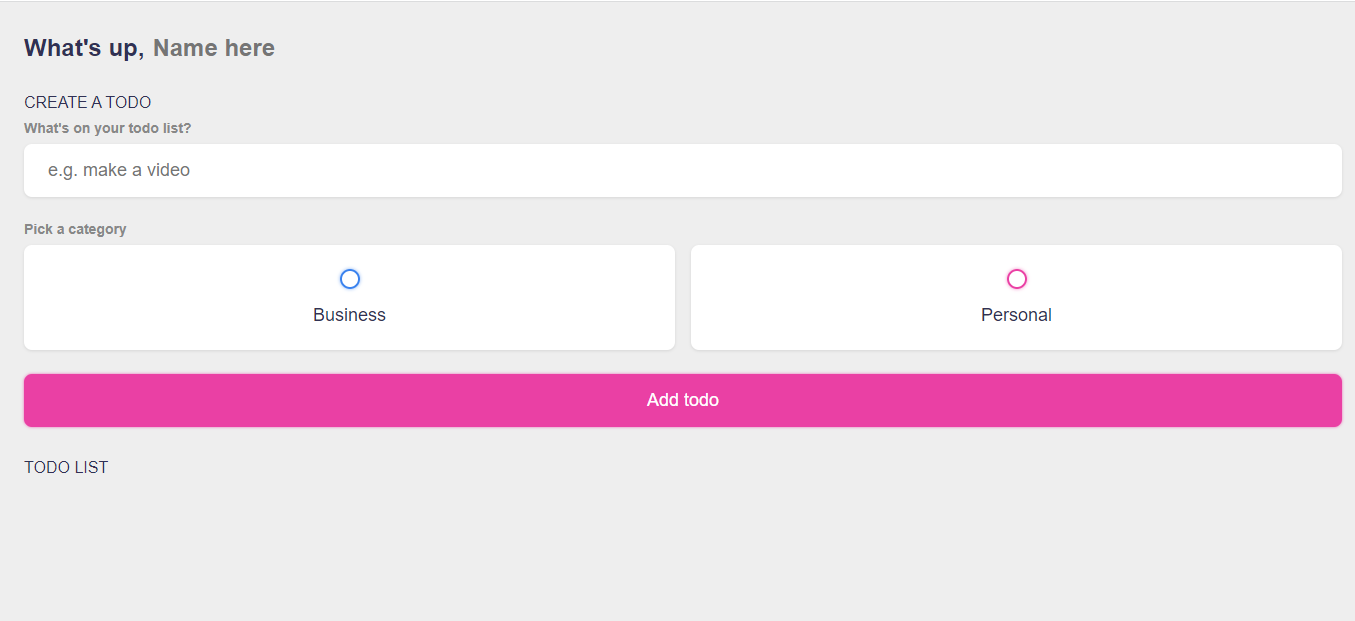 What's up, Name here
CREATE A TODO
What's on your todo list?
e.g. make a video
Pick a category
Business
Personal
Add todo
TODO LIST